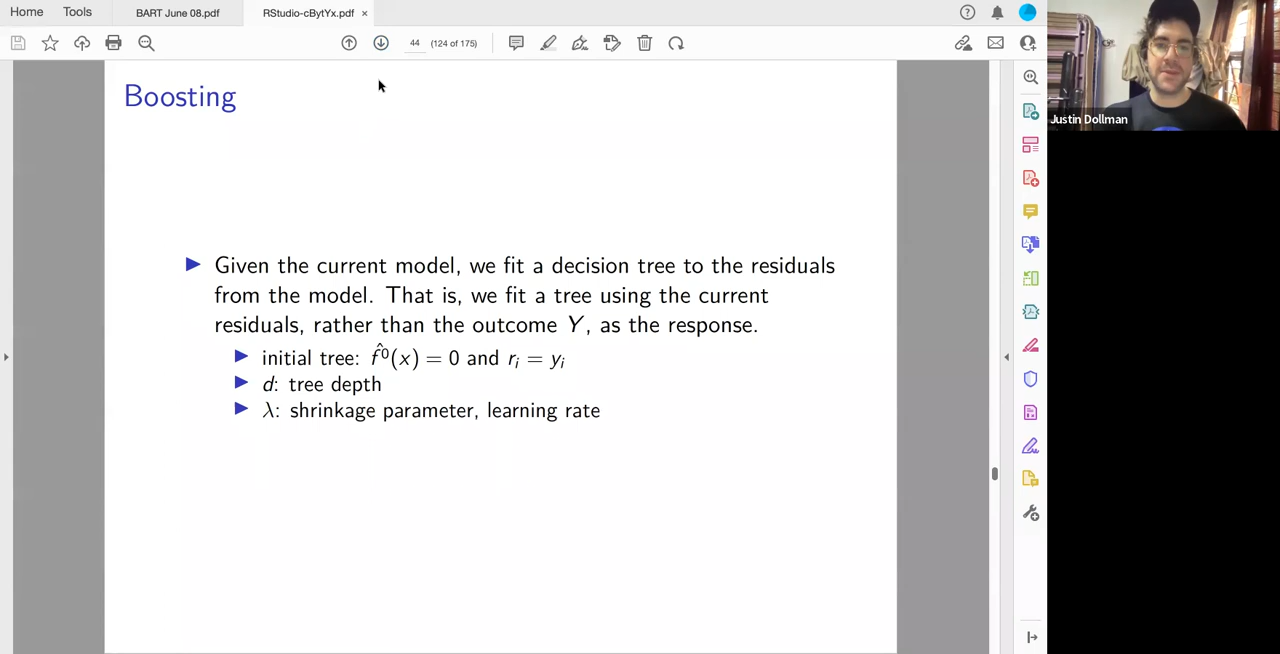 Home Tools BART June 08.pdf RStudio-cBytYx.pdf ×
44 (124 of 175)
Boosting
Given the current model, we fit a decision tree to the residuals
from the model. That is, we fit a tree using the current
residuals, rather than the outcome Y, as the response.
initial tree: f̂⁰(x) = 0 and rᵢ = yᵢ
d: tree depth
λ: shrinkage parameter, learning rate
Justin Dollman